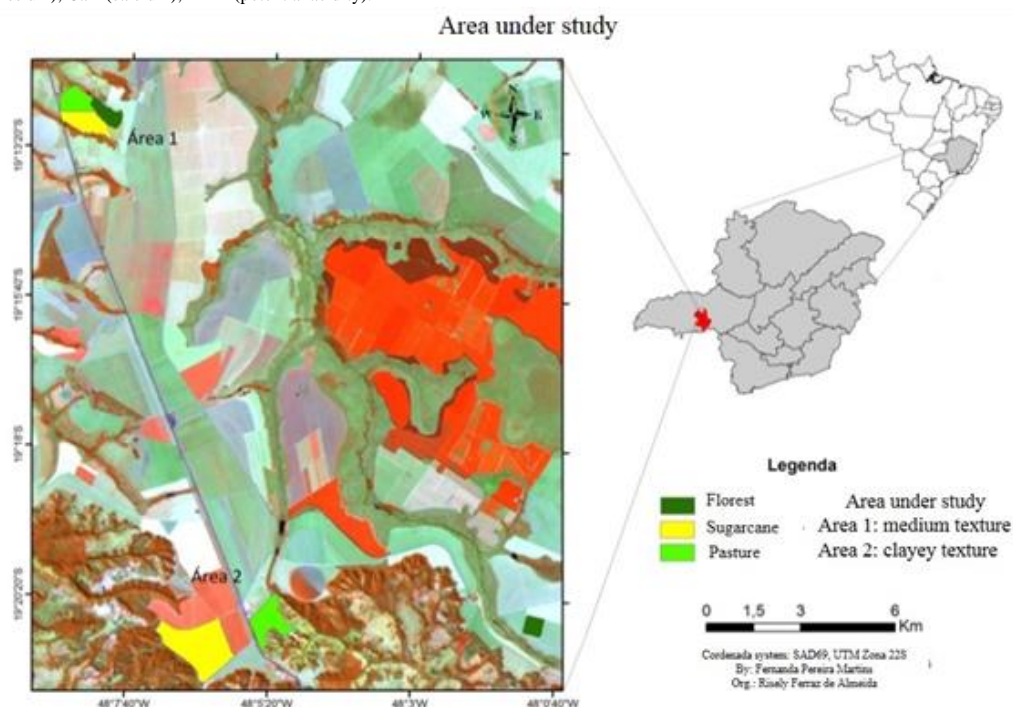 Area under study
N
W E
S
Área 1
Área 2
19°13'20"S
19°15'40"S
19°18'S
19°20'20"S
48°7'40"W
48°5'20"W
48°3'W
48°0'40"W
Legenda
Florest
Sugarcane
Pasture
Area under study
Area 1: medium texture
Area 2: clayey texture
0 1,5 3 6
Km
Cordenada system: SAD69, UTM Zona 22S
By: Fernanda Pereira Martins
Org.: Risely Ferraz de Almeida